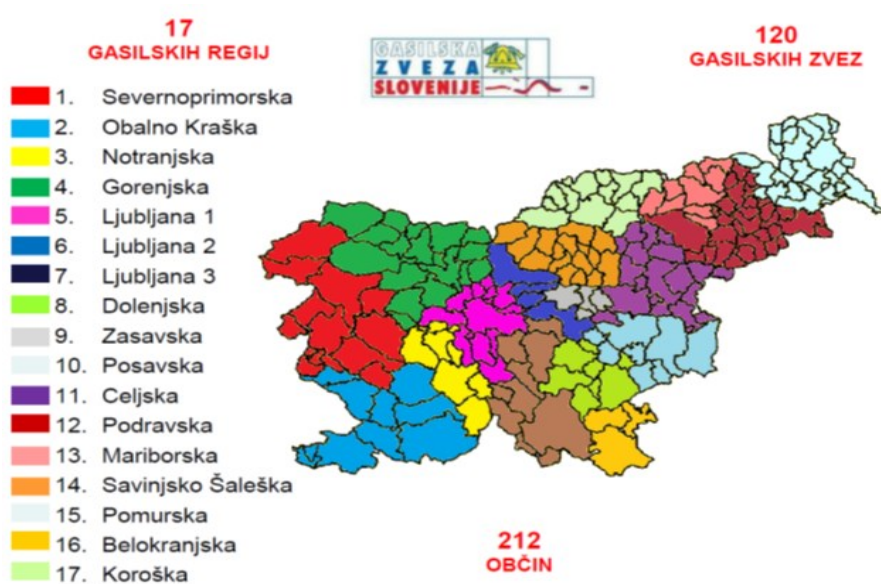 17
GASILSKIH REGIJ
GASILSKA
ZVEZA
SLOVENIJE
120
GASILSKIH ZVEZ
1. Severnoprimorska
2. Obalno Kraška
3. Notranjska
4. Gorenjska
5. Ljubljana 1
6. Ljubljana 2
7. Ljubljana 3
8. Dolenjska
9. Zasavska
10. Posavska
11. Celjska
12. Podravska
13. Mariborska
14. Savinjsko Šaleška
15. Pomurska
16. Belokranjska
17. Koroška
212
OBČIN